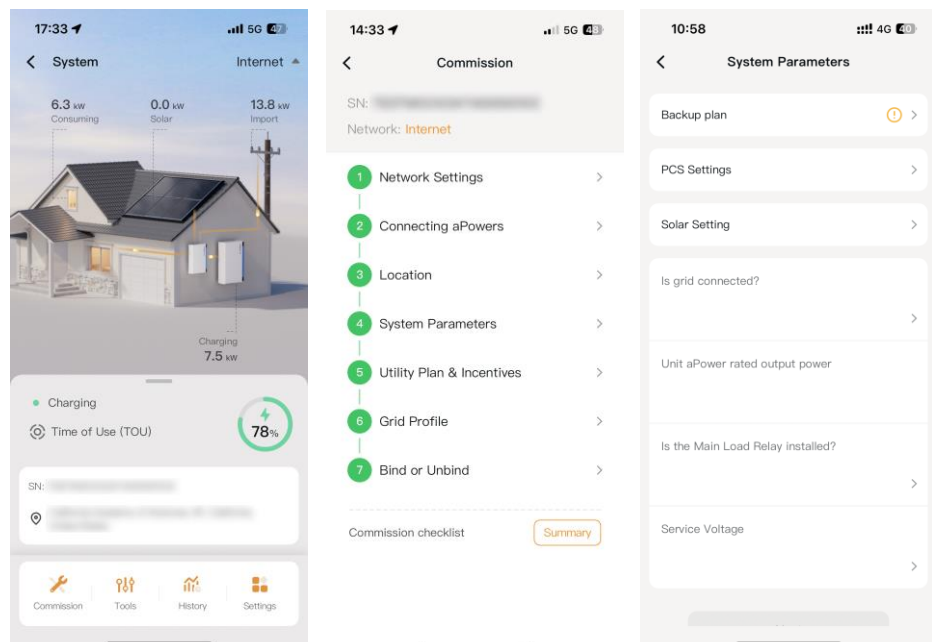 17:33
5G 47
System
Internet
6.3 kw
Consuming
0.0 kw
Solar
13.8 kw
Import
Charging
7.5 kw
Charging
Time of Use (TOU)
78%
SN:
Commission
Tools
History
Settings
14:33
5G 43
Commission
SN:
Network: Internet
1 Network Settings
2 Connecting aPowers
3 Location
4 System Parameters
5 Utility Plan & Incentives
6 Grid Profile
7 Bind or Unbind
Commission checklist
Summary
10:58
4G 40
System Parameters
Backup plan
PCS Settings
Solar Setting
Is grid connected?
Unit aPower rated output power
Is the Main Load Relay installed?
Service Voltage